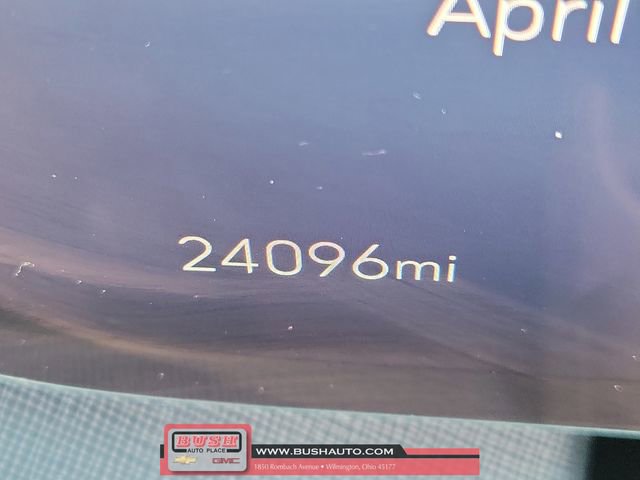 April
24096mi
BUSH
AUTO PLACE
GMC
WWW.BUSHAUTO.COM
1850 Rombach Avenue • Wilmington, Ohio 45177